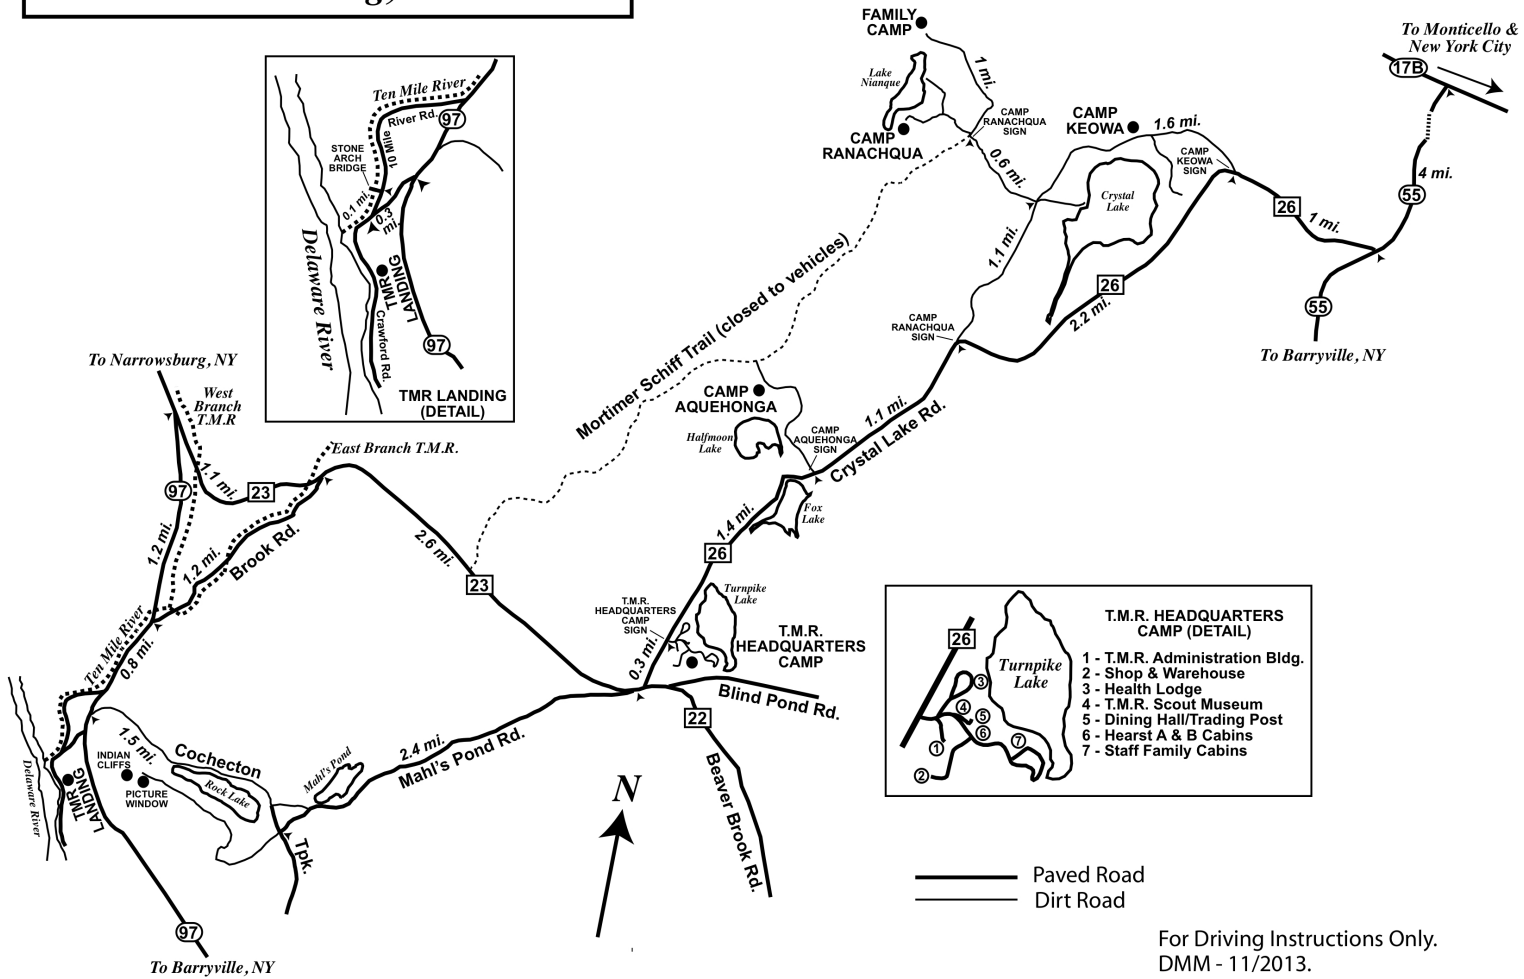 FAMILY
CAMP
To Monticello &
New York City
17B
1 mi.
Lake
Nianque
CAMP
RANACHQUA
SIGN
CAMP
RANACHQUA
CAMP
KEOWA
1.6 mi.
CAMP
KEOWA
SIGN
0.6 mi.
Crystal
Lake
4 mi.
55
26
1 mi.
1.1 mi.
26
2.2 mi.
55
To Barryville, NY
CAMP
RANACHQUA
SIGN
Ten Mile River
River Rd.
97
10 Mile
STONE
ARCH
BRIDGE
0.1 mi.
0.3
mi.
Delaware River
TMR
LANDING
Crawford Rd.
97
TMR LANDING
(DETAIL)
Mortimer Schiff Trail (closed to vehicles)
To Narrowsburg, NY
West
Branch
T.M.R
East Branch T.M.R.
CAMP
AQUEHONGA
Halfmoon
Lake
CAMP
AQUEHONGA
SIGN
1.1 mi.
Crystal Lake Rd.
Fox
Lake
1.4 mi.
26
97
1.1 mi.
23
1.2 mi.
1.2 mi.
Brook Rd.
2.6 mi.
23
Turnpike
Lake
T.M.R.
HEADQUARTERS
CAMP
SIGN
T.M.R.
HEADQUARTERS
CAMP
0.3 mi.
Blind Pond Rd.
22
Beaver Brook Rd.
Ten Mile River
0.8 mi.
Delaware River
TMR
LANDING
1.5 mi.
INDIAN
CLIFFS
PICTURE
WINDOW
Cochecton
Rock Lake
Mahl's Pond
2.4 mi.
Mahl's Pond Rd.
Tpk.
97
To Barryville, NY
N
26
Turnpike
Lake
3
4
5
6
7
1
2
T.M.R. HEADQUARTERS
CAMP (DETAIL)
1 - T.M.R. Administration Bldg.
2 - Shop & Warehouse
3 - Health Lodge
4 - T.M.R. Scout Museum
5 - Dining Hall/Trading Post
6 - Hearst A & B Cabins
7 - Staff Family Cabins
Paved Road
Dirt Road
For Driving Instructions Only.
DMM - 11/2013.